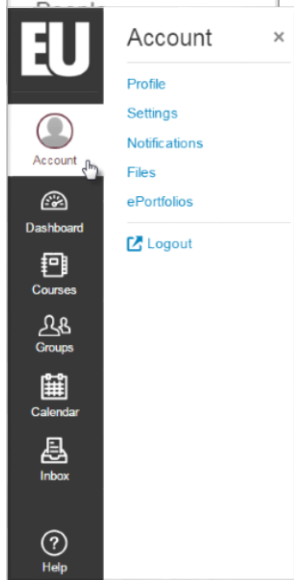 EU
Account
Dashboard
Courses
Groups
Calendar
Inbox
Help
Account ×
Profile
Settings
Notifications
Files
ePortfolios
Logout